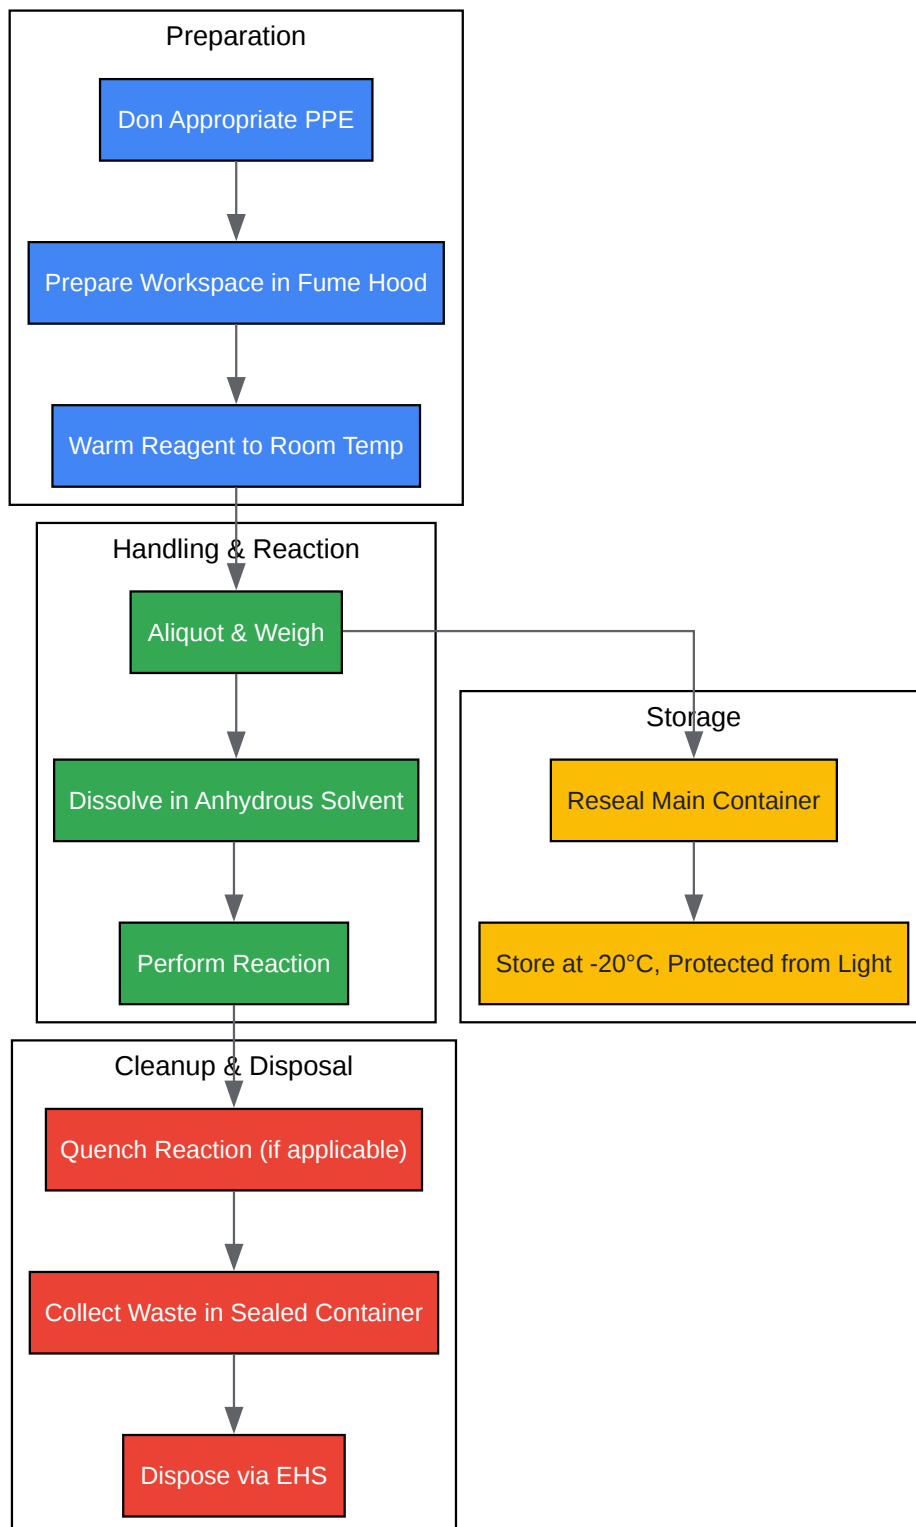 Preparation
Don Appropriate PPE
Prepare Workspace in Fume Hood
Warm Reagent to Room Temp
Handling & Reaction
Aliquot & Weigh
Dissolve in Anhydrous Solvent
Perform Reaction
Storage
Reseal Main Container
Store at -20°C, Protected from Light
Cleanup & Disposal
Quench Reaction (if applicable)
Collect Waste in Sealed Container
Dispose via EHS